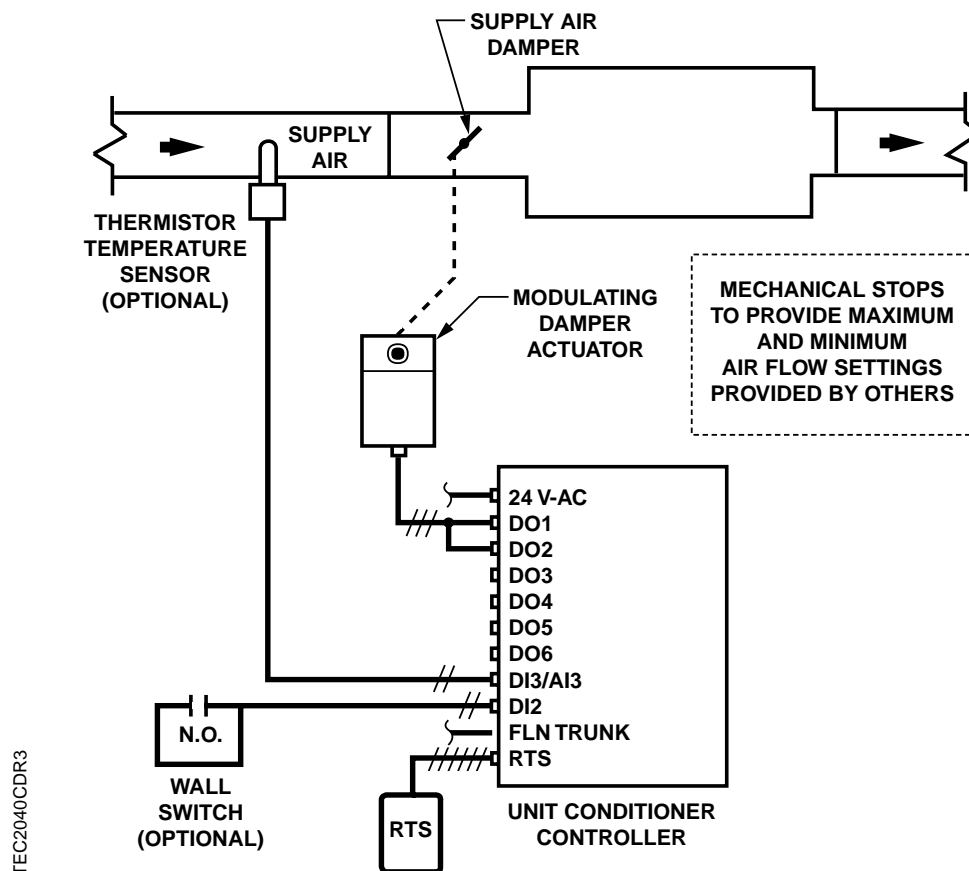 SUPPLY AIR
DAMPER
SUPPLY
AIR
THERMISTOR
TEMPERATURE
SENSOR
(OPTIONAL)
MODULATING
DAMPER
ACTUATOR
MECHANICAL STOPS
TO PROVIDE MAXIMUM
AND MINIMUM
AIR FLOW SETTINGS
PROVIDED BY OTHERS
24 V-AC
DO1
DO2
DO3
DO4
DO5
DO6
DI3/AI3
DI2
FLN TRUNK
RTS
N.O.
WALL
SWITCH
(OPTIONAL)
RTS
UNIT CONDITIONER
CONTROLLER
TEC2040CDR3